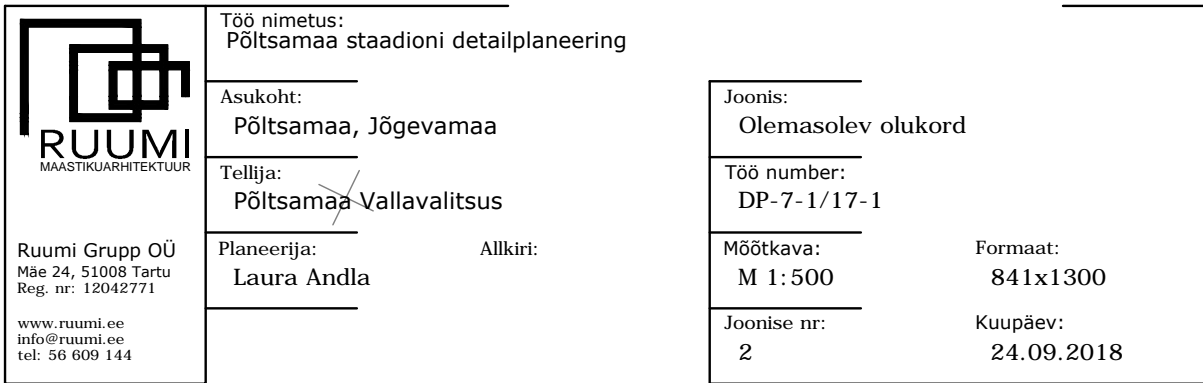 RUUMI
MAASTIKUARHITEKTUUR
Ruumi Grupp OÜ
Mäe 24, 51008 Tartu
Reg. nr: 12042771
www.ruumi.ee
info@ruumi.ee
tel: 56 609 144
Töö nimetus:
Põltsamaa staadioni detailplaneering
Asukoht:
Põltsamaa, Jõgevamaa
Tellija:
Põltsamaa Vallavalitsus
Planeerija: Allkiri:
Laura Andla
Joonis:
Olemasolev olukord
Töö number:
DP-7-1/17-1
Mõõtkava: Formaat:
M 1:500 841x1300
Joonise nr: Kuupäev:
2 24.09.2018